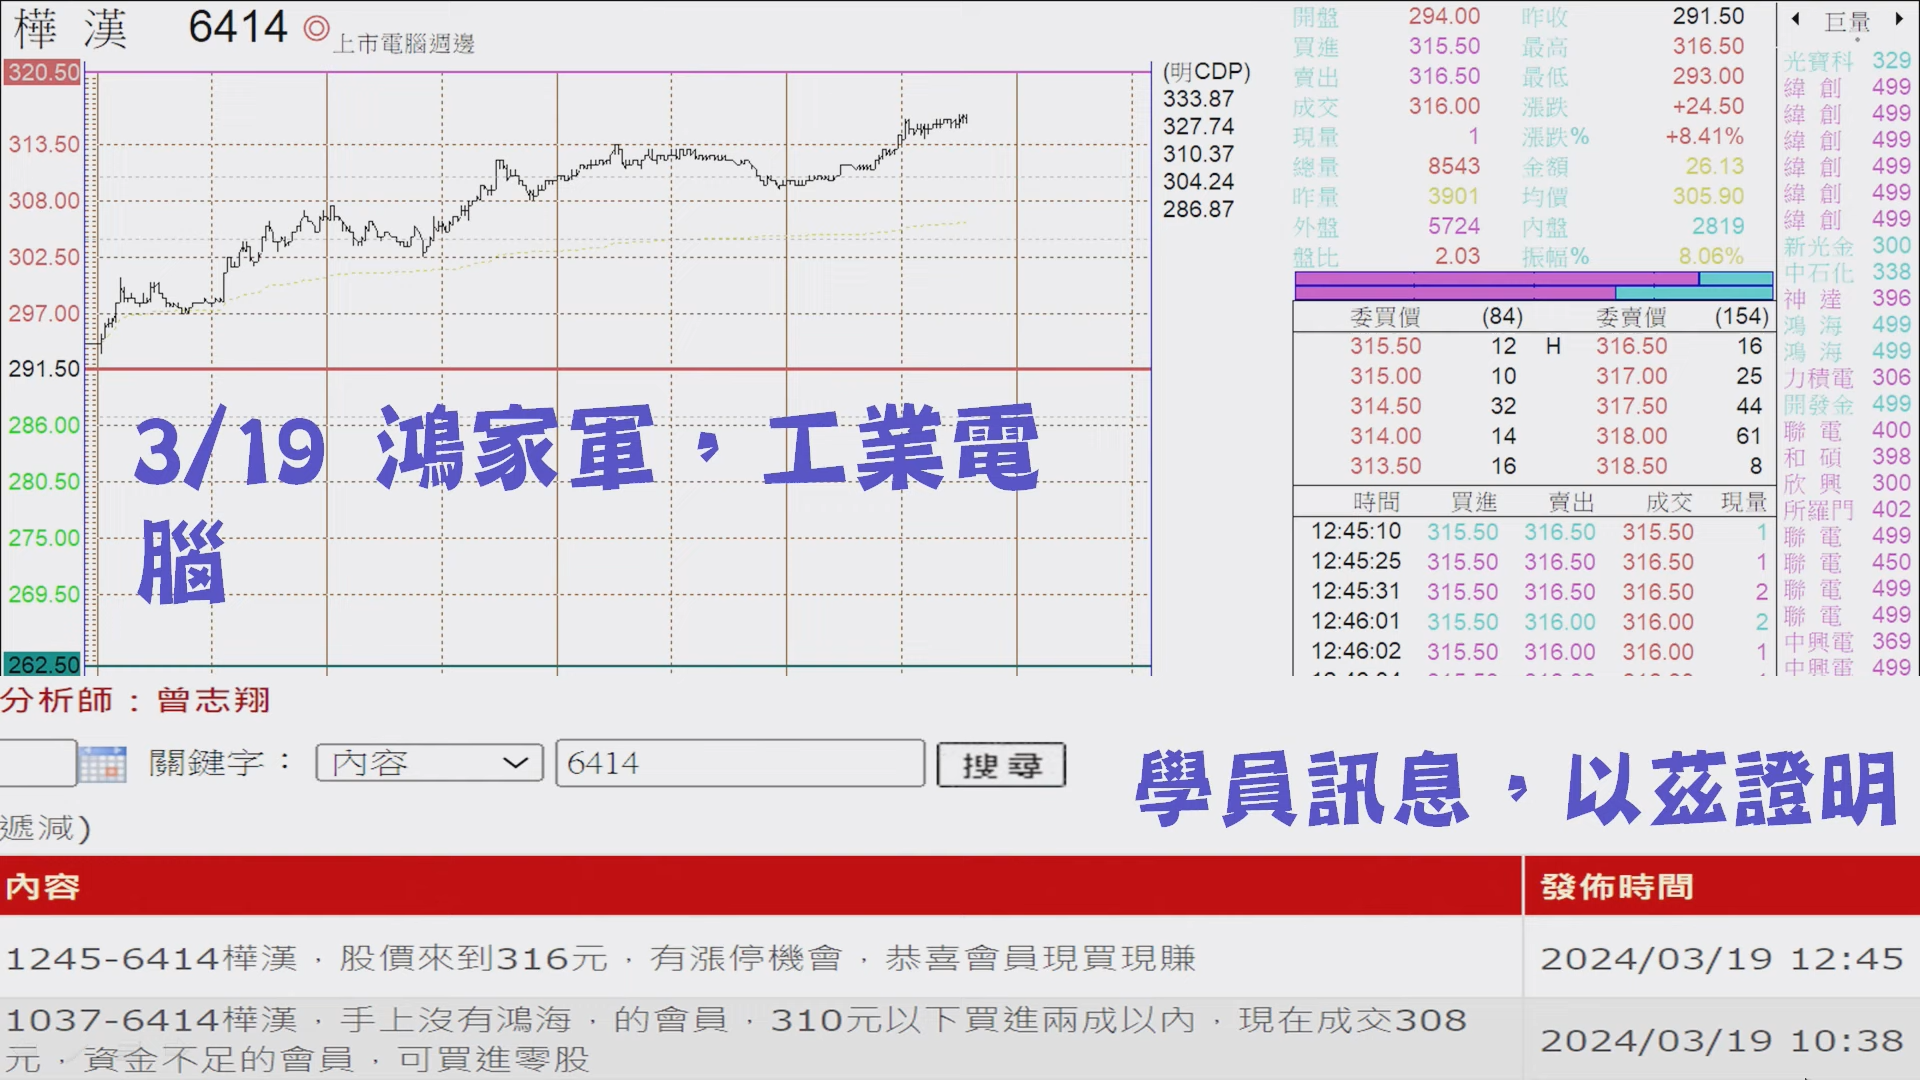 樺 漢 6414 ◎ 上市電腦週邊
320.50
313.50
308.00
302.50
297.00
291.50
286.00
280.50
275.00
269.50
262.50
(明CDP)
333.87
327.74
310.37
304.24
286.87
3/19 鴻家軍，工業電
腦
開盤 294.00 昨收 291.50
買進 315.50 最高 316.50
賣出 316.50 最低 293.00
成交 316.00 漲跌 +24.50
現量 1 漲跌% +8.41%
總量 8543 金額 26.13
昨量 3901 均價 305.90
外盤 5724 內盤 2819
盤比 2.03 振幅% 8.06%
委買價 (84) 委賣價 (154)
315.50 12 H 316.50 16
315.00 10 317.00 25
314.50 32 317.50 44
314.00 14 318.00 61
313.50 16 318.50 8
時間 買進 賣出 成交 現量
12:45:10 315.50 316.50 315.50 1
12:45:25 315.50 316.50 316.50 1
12:45:31 315.50 316.50 316.50 2
12:46:01 315.50 316.00 316.00 2
12:46:02 315.50 316.00 316.00 1
巨量
光寶科 329
緯 創 499
緯 創 499
緯 創 499
緯 創 499
緯 創 499
緯 創 499
新光金 300
中石化 338
神 達 396
鴻 海 499
鴻 海 499
力積電 306
開發金 499
聯 電 400
和 碩 398
欣 興 300
所羅門 402
聯 電 499
聯 電 450
聯 電 499
聯 電 499
中興電 369
中興電 499
分析師：曾志翔
關鍵字： 內容 6414 搜尋
學員訊息，以茲證明
遞減)
內容 發佈時間
1245-6414樺漢，股價來到316元，有漲停機會，恭喜會員現買現賺 2024/03/19 12:45
1037-6414樺漢，手上沒有鴻海，的會員，310元以下買進兩成以內，現在成交308
元，資金不足的會員，可買進零股 2024/03/19 10:38